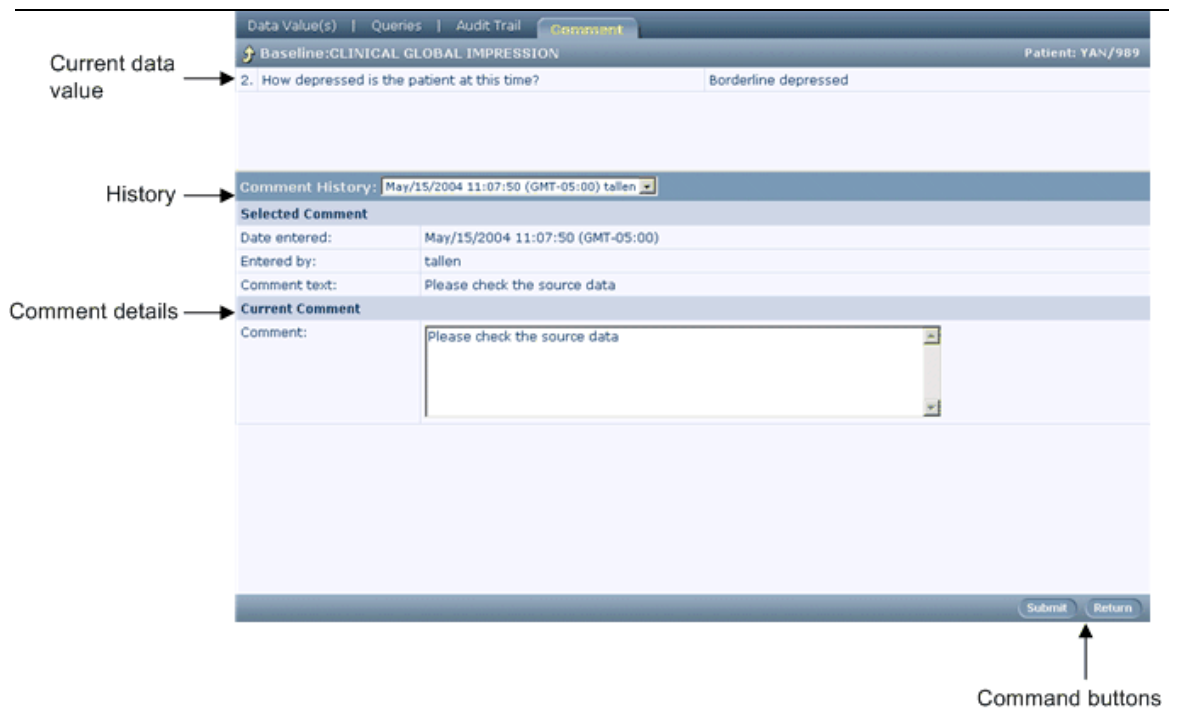 Data Value(s) | Queries | Audit Trail Comment
Baseline:CLINICAL GLOBAL IMPRESSION Patient: YAN/989
Current data
value
2. How depressed is the patient at this time? Borderline depressed
History
Comment History: May/15/2004 11:07:50 (GMT-05:00) tallen
Selected Comment
Date entered: May/15/2004 11:07:50 (GMT-05:00)
Entered by: tallen
Comment text: Please check the source data
Comment details
Current Comment
Comment: Please check the source data
Submit Return
Command buttons